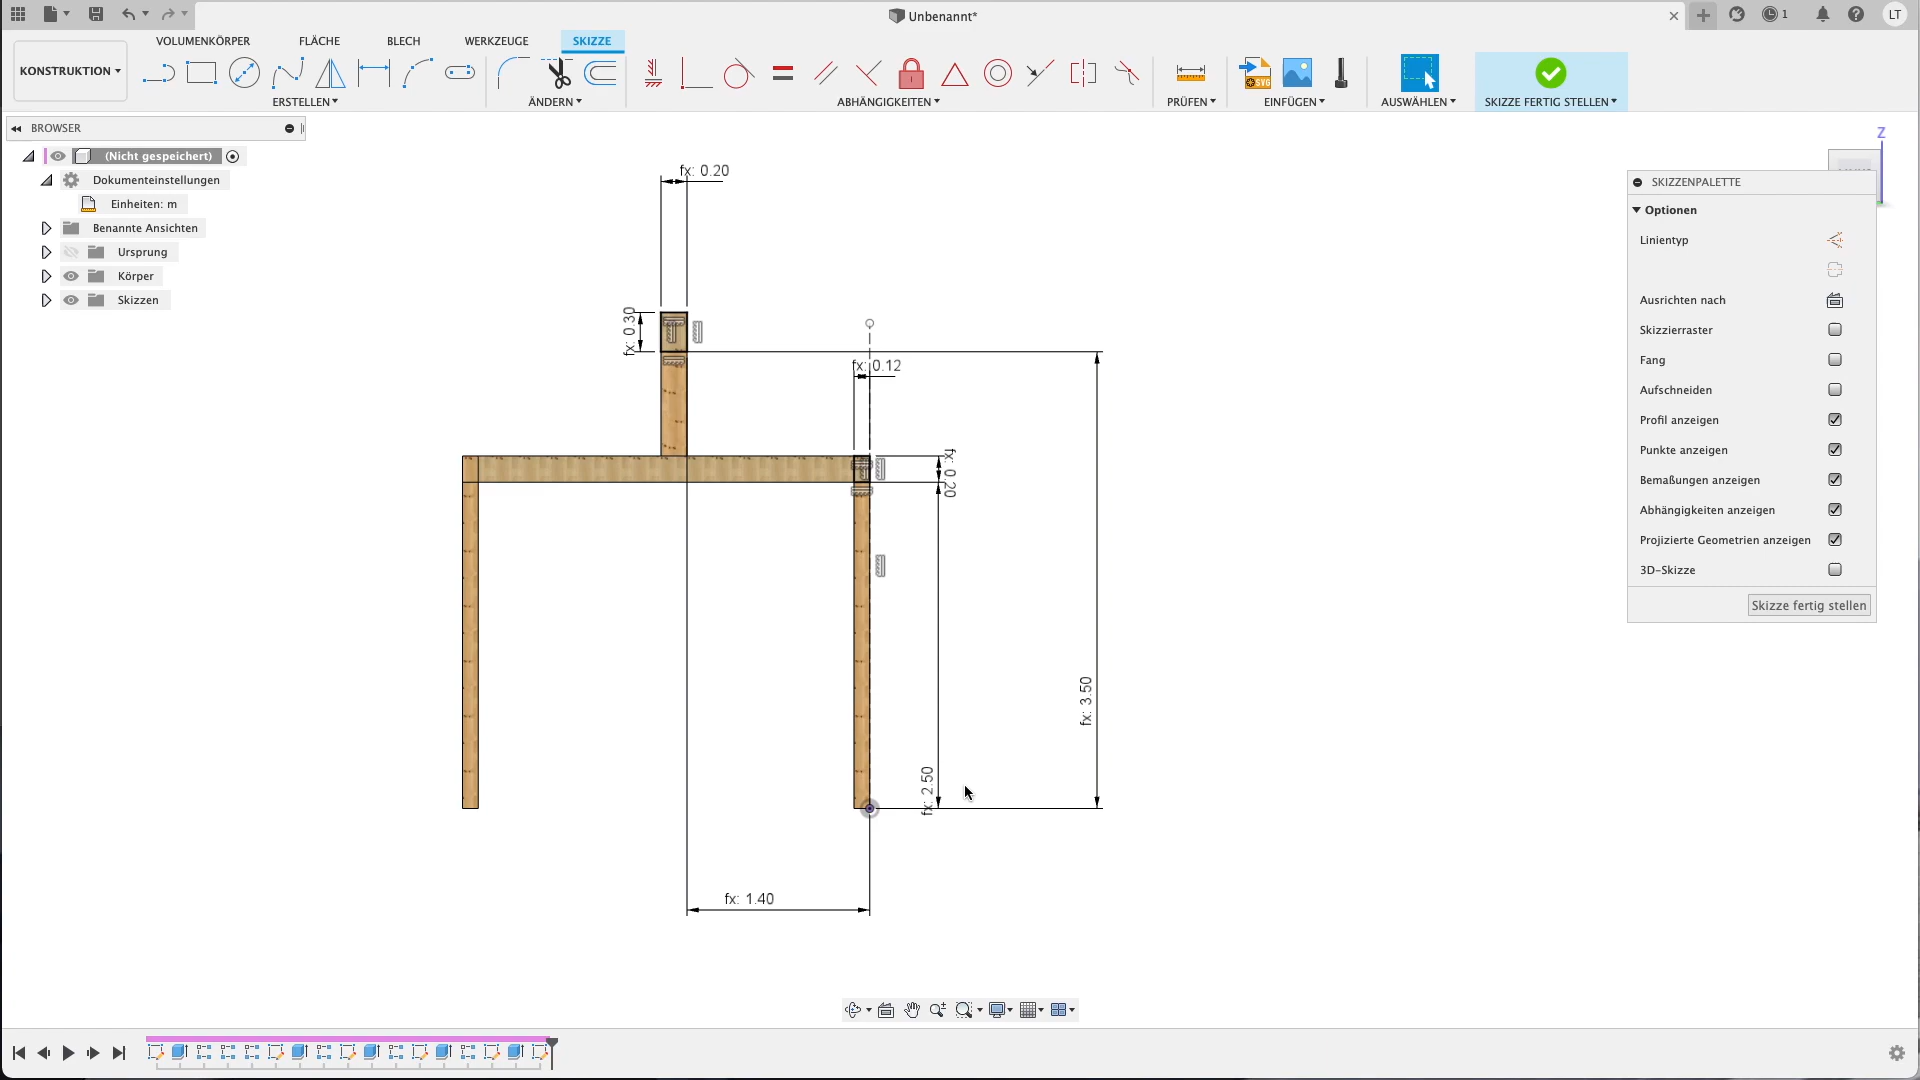 Unbenannt*
1
LT
VOLUMENKÖRPER
FLÄCHE
BLECH
WERKZEUGE
SKIZZE
KONSTRUKTION
ERSTELLEN
ÄNDERN
ABHÄNGIGKEITEN
PRÜFEN
SVG
EINFÜGEN
AUSWÄHLEN
SKIZZE FERTIG STELLEN
BROWSER
(Nicht gespeichert)
Dokumenteinstellungen
Einheiten: m
Benannte Ansichten
Ursprung
Körper
Skizzen
Z
SKIZZENPALETTE
Optionen
Linientyp
Ausrichten nach
Skizzierraster
Fang
Aufschneiden
Profil anzeigen
Punkte anzeigen
Bemaßungen anzeigen
Abhängigkeiten anzeigen
Projizierte Geometrien anzeigen
3D-Skizze
Skizze fertig stellen
fx: 0.20
fx: 0.30
fx: 0.12
fx: 0.20
fx: 3.50
fx: 2.50
fx: 1.40